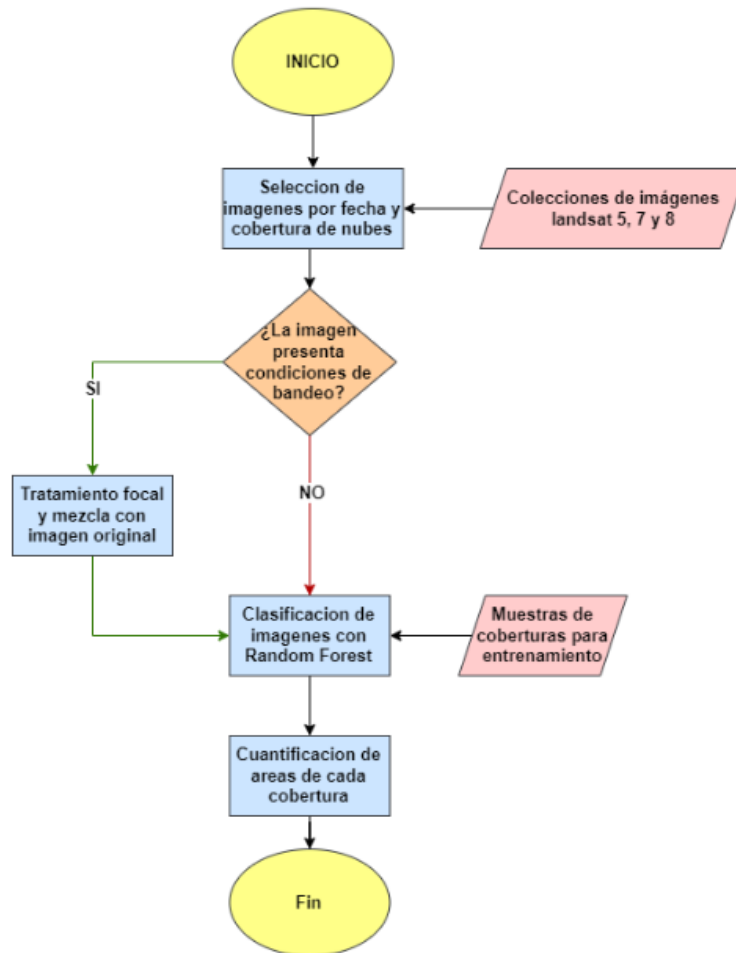 INICIO
Seleccion de
imagenes por fecha y
cobertura de nubes
Colecciones de imágenes
landsat 5, 7 y 8
¿La imagen
presenta
condiciones de
bandeo?
SI
NO
Tratamiento focal
y mezcla con
imagen original
Clasificacion de
imagenes con
Random Forest
Muestras de
coberturas para
entrenamiento
Cuantificacion de
areas de cada
cobertura
Fin